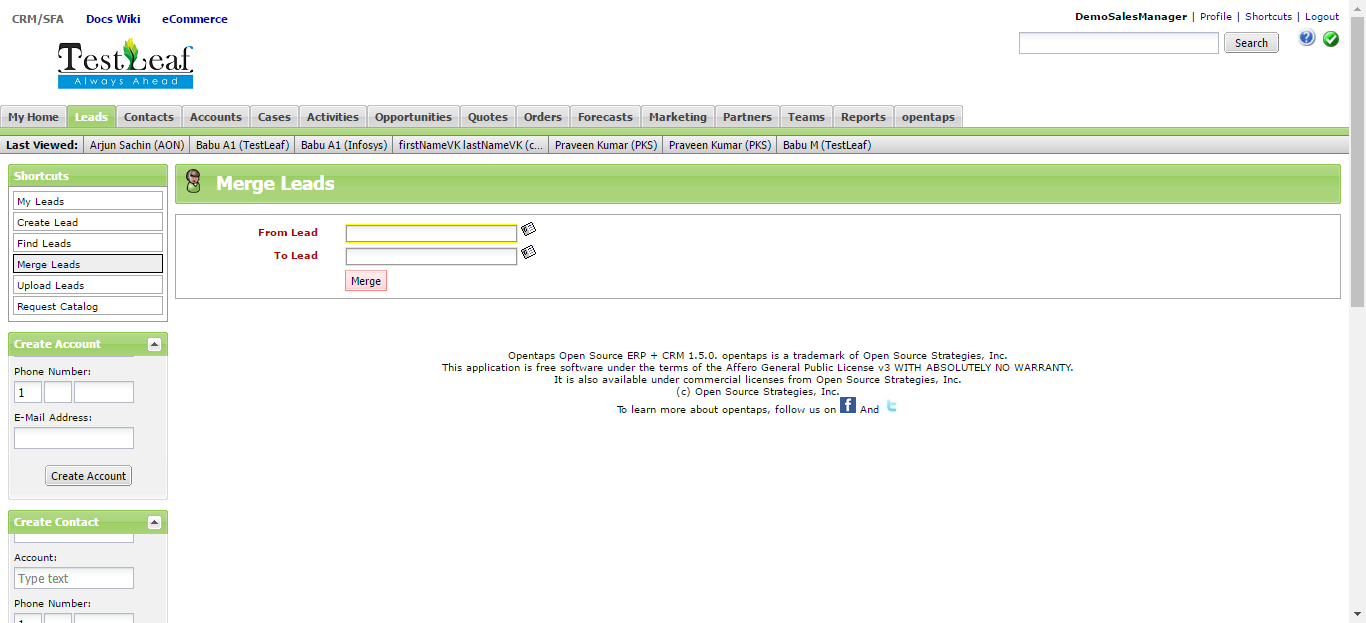 CRM/SFA Docs Wiki eCommerce
DemoSalesManager | Profile | Shortcuts | Logout
Search
TestLeaf
Always Ahead
My Home Leads Contacts Accounts Cases Activities Opportunities Quotes Orders Forecasts Marketing Partners Teams Reports opentaps
Last Viewed: Arjun Sachin (AON) Babu A1 (TestLeaf) Babu A1 (Infosys) firstNameVK lastNameVK (c... Praveen Kumar (PKS) Praveen Kumar (PKS) Babu M (TestLeaf)
Shortcuts
My Leads
Create Lead
Find Leads
Merge Leads
Upload Leads
Request Catalog
Create Account
Phone Number:
1
E-Mail Address:
Create Account
Create Contact
Account:
Type text
Phone Number:
1
Merge Leads
From Lead
To Lead
Merge
Opentaps Open Source ERP + CRM 1.5.0. opentaps is a trademark of Open Source Strategies, Inc.
This application is free software under the terms of the Affero General Public License v3 WITH ABSOLUTELY NO WARRANTY.
It is also available under commercial licenses from Open Source Strategies, Inc.
(c) Open Source Strategies, Inc.
To learn more about opentaps, follow us on f And t